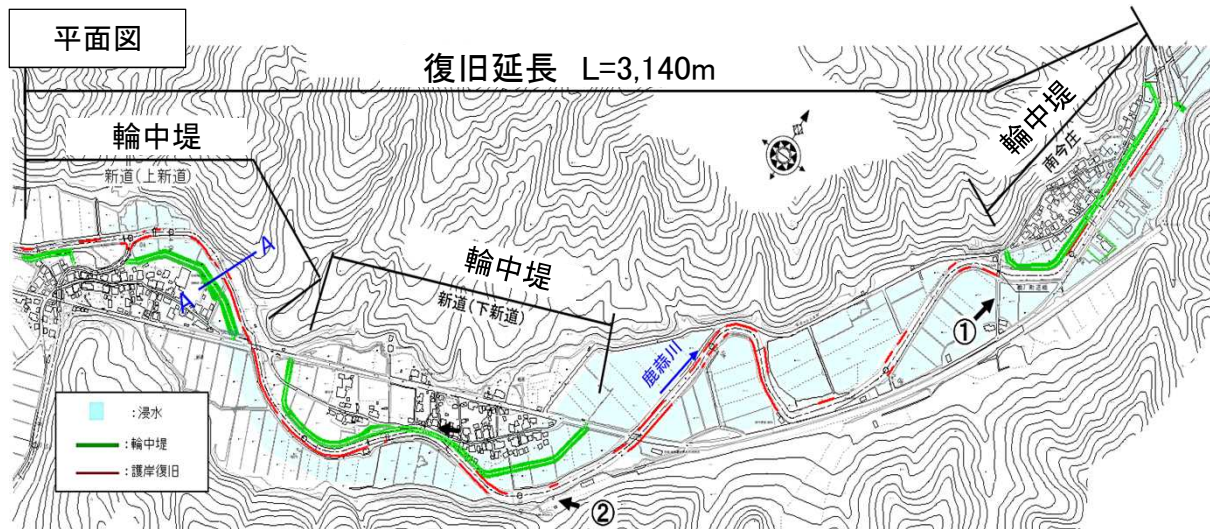 平面図
復旧延長 L=3,140m
輪中堤
新道(上新道)
輪中堤
新道(下新道)
輪中堤
南今庄
A
A
鹿蒜川
①
②
:浸水
:輪中堤
:護岸復旧